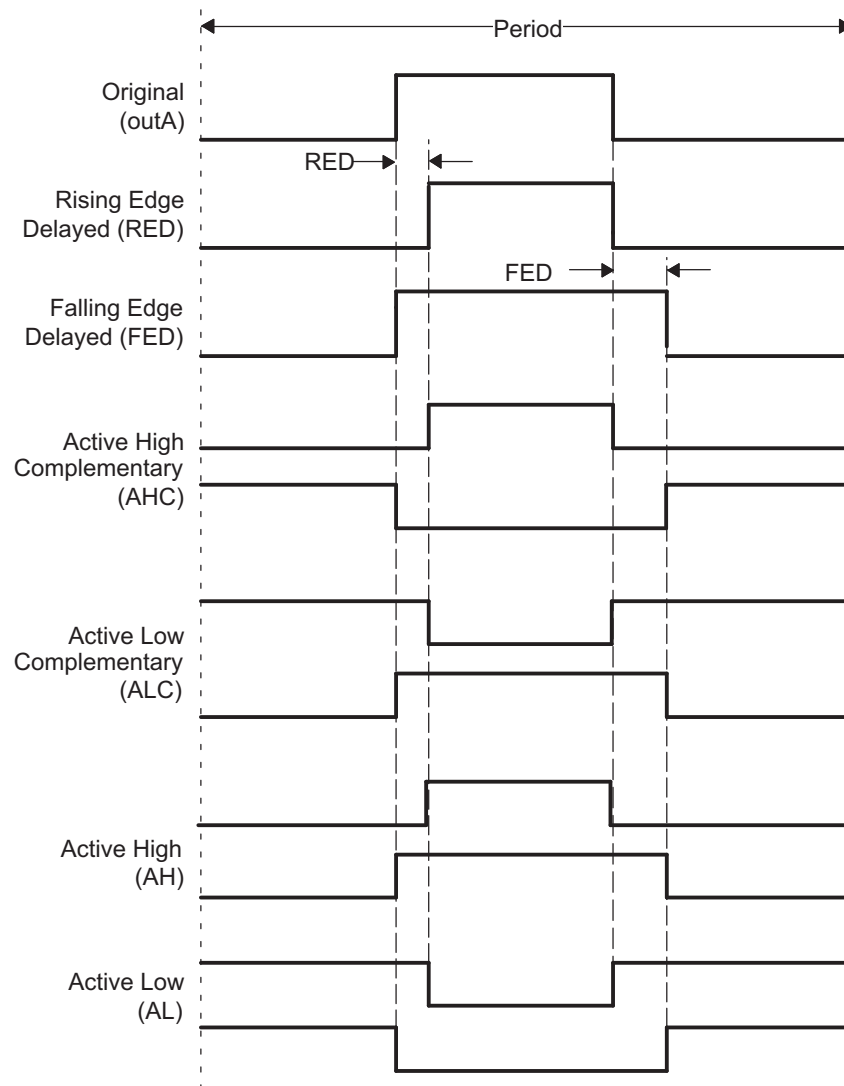 Period
Original
(outA)
RED
Rising Edge
Delayed (RED)
FED
Falling Edge
Delayed (FED)
Active High
Complementary
(AHC)
Active Low
Complementary
(ALC)
Active High
(AH)
Active Low
(AL)